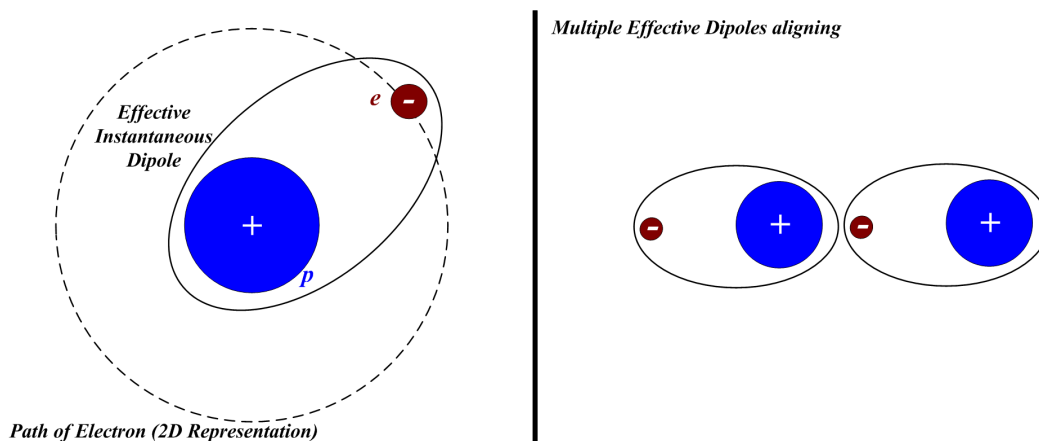 Effective
Instantaneous
Dipole
e
-
+
p
Path of Electron (2D Representation)
Multiple Effective Dipoles aligning
-
+
-
+